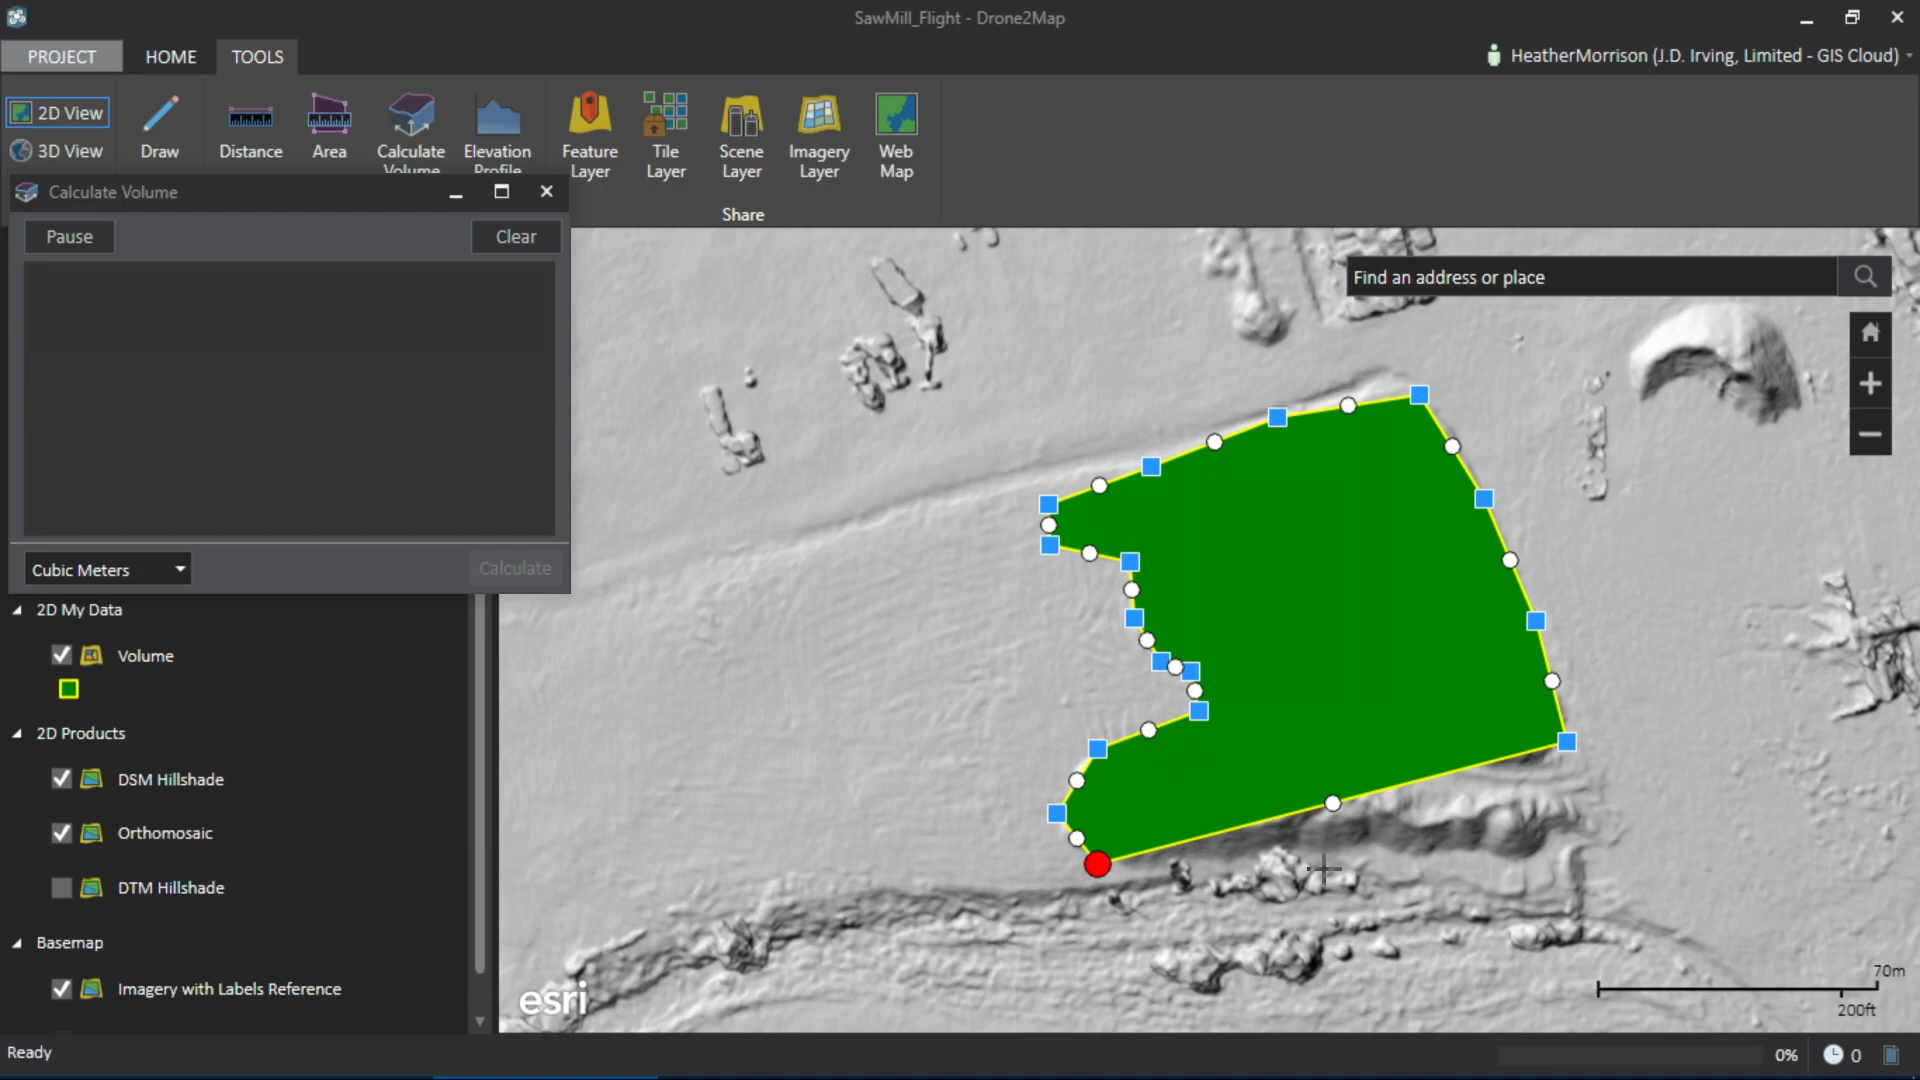 SawMill_Flight - Drone2Map
PROJECT
HOME
TOOLS
HeatherMorrison (J.D. Irving, Limited - GIS Cloud)
2D View
3D View
Draw
Distance
Area
Calculate
Volume
Elevation
Profile
Feature
Layer
Tile
Layer
Scene
Layer
Imagery
Layer
Web
Map
Share
Calculate Volume
Pause
Clear
Cubic Meters
Calculate
Find an address or place
2D My Data
Volume
2D Products
DSM Hillshade
Orthomosaic
DTM Hillshade
Basemap
Imagery with Labels Reference
esri
70m
200ft
Ready
0%
0